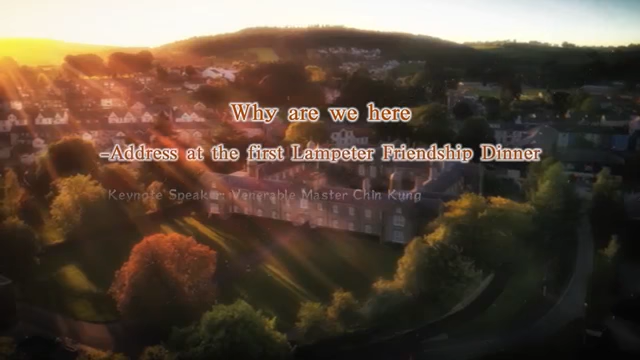 Why are we here
–Address at the first Lampeter Friendship Dinner
Keynote Speaker: Venerable Master Chin Kung